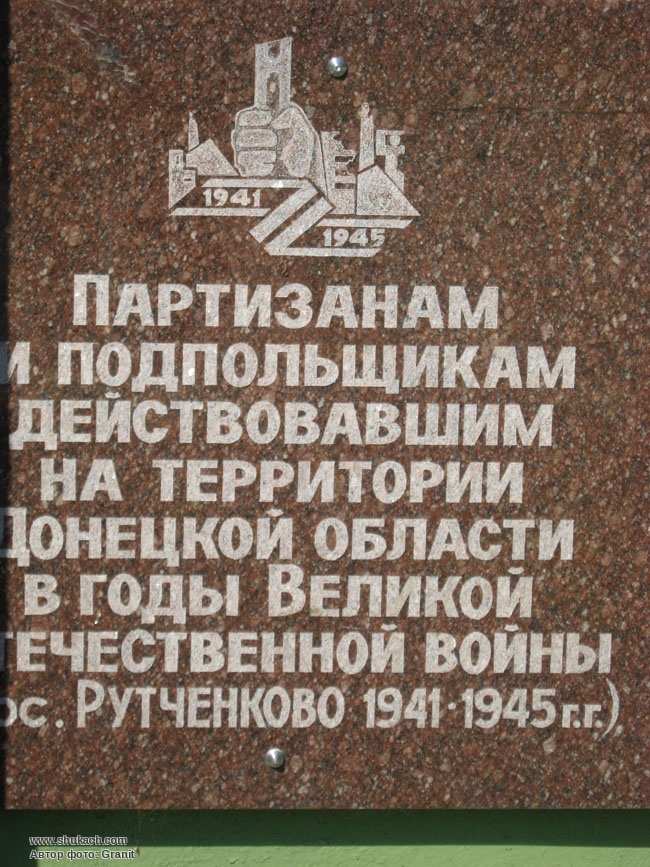 1941
1945
Партизанам
и подпольщикам
действовавшим
на территории
Донецкой области
в годы Великой
течественной войны
ос. Рутченково 1941-1945 г.г.)
www.shukach.com
Автор фото: Granit